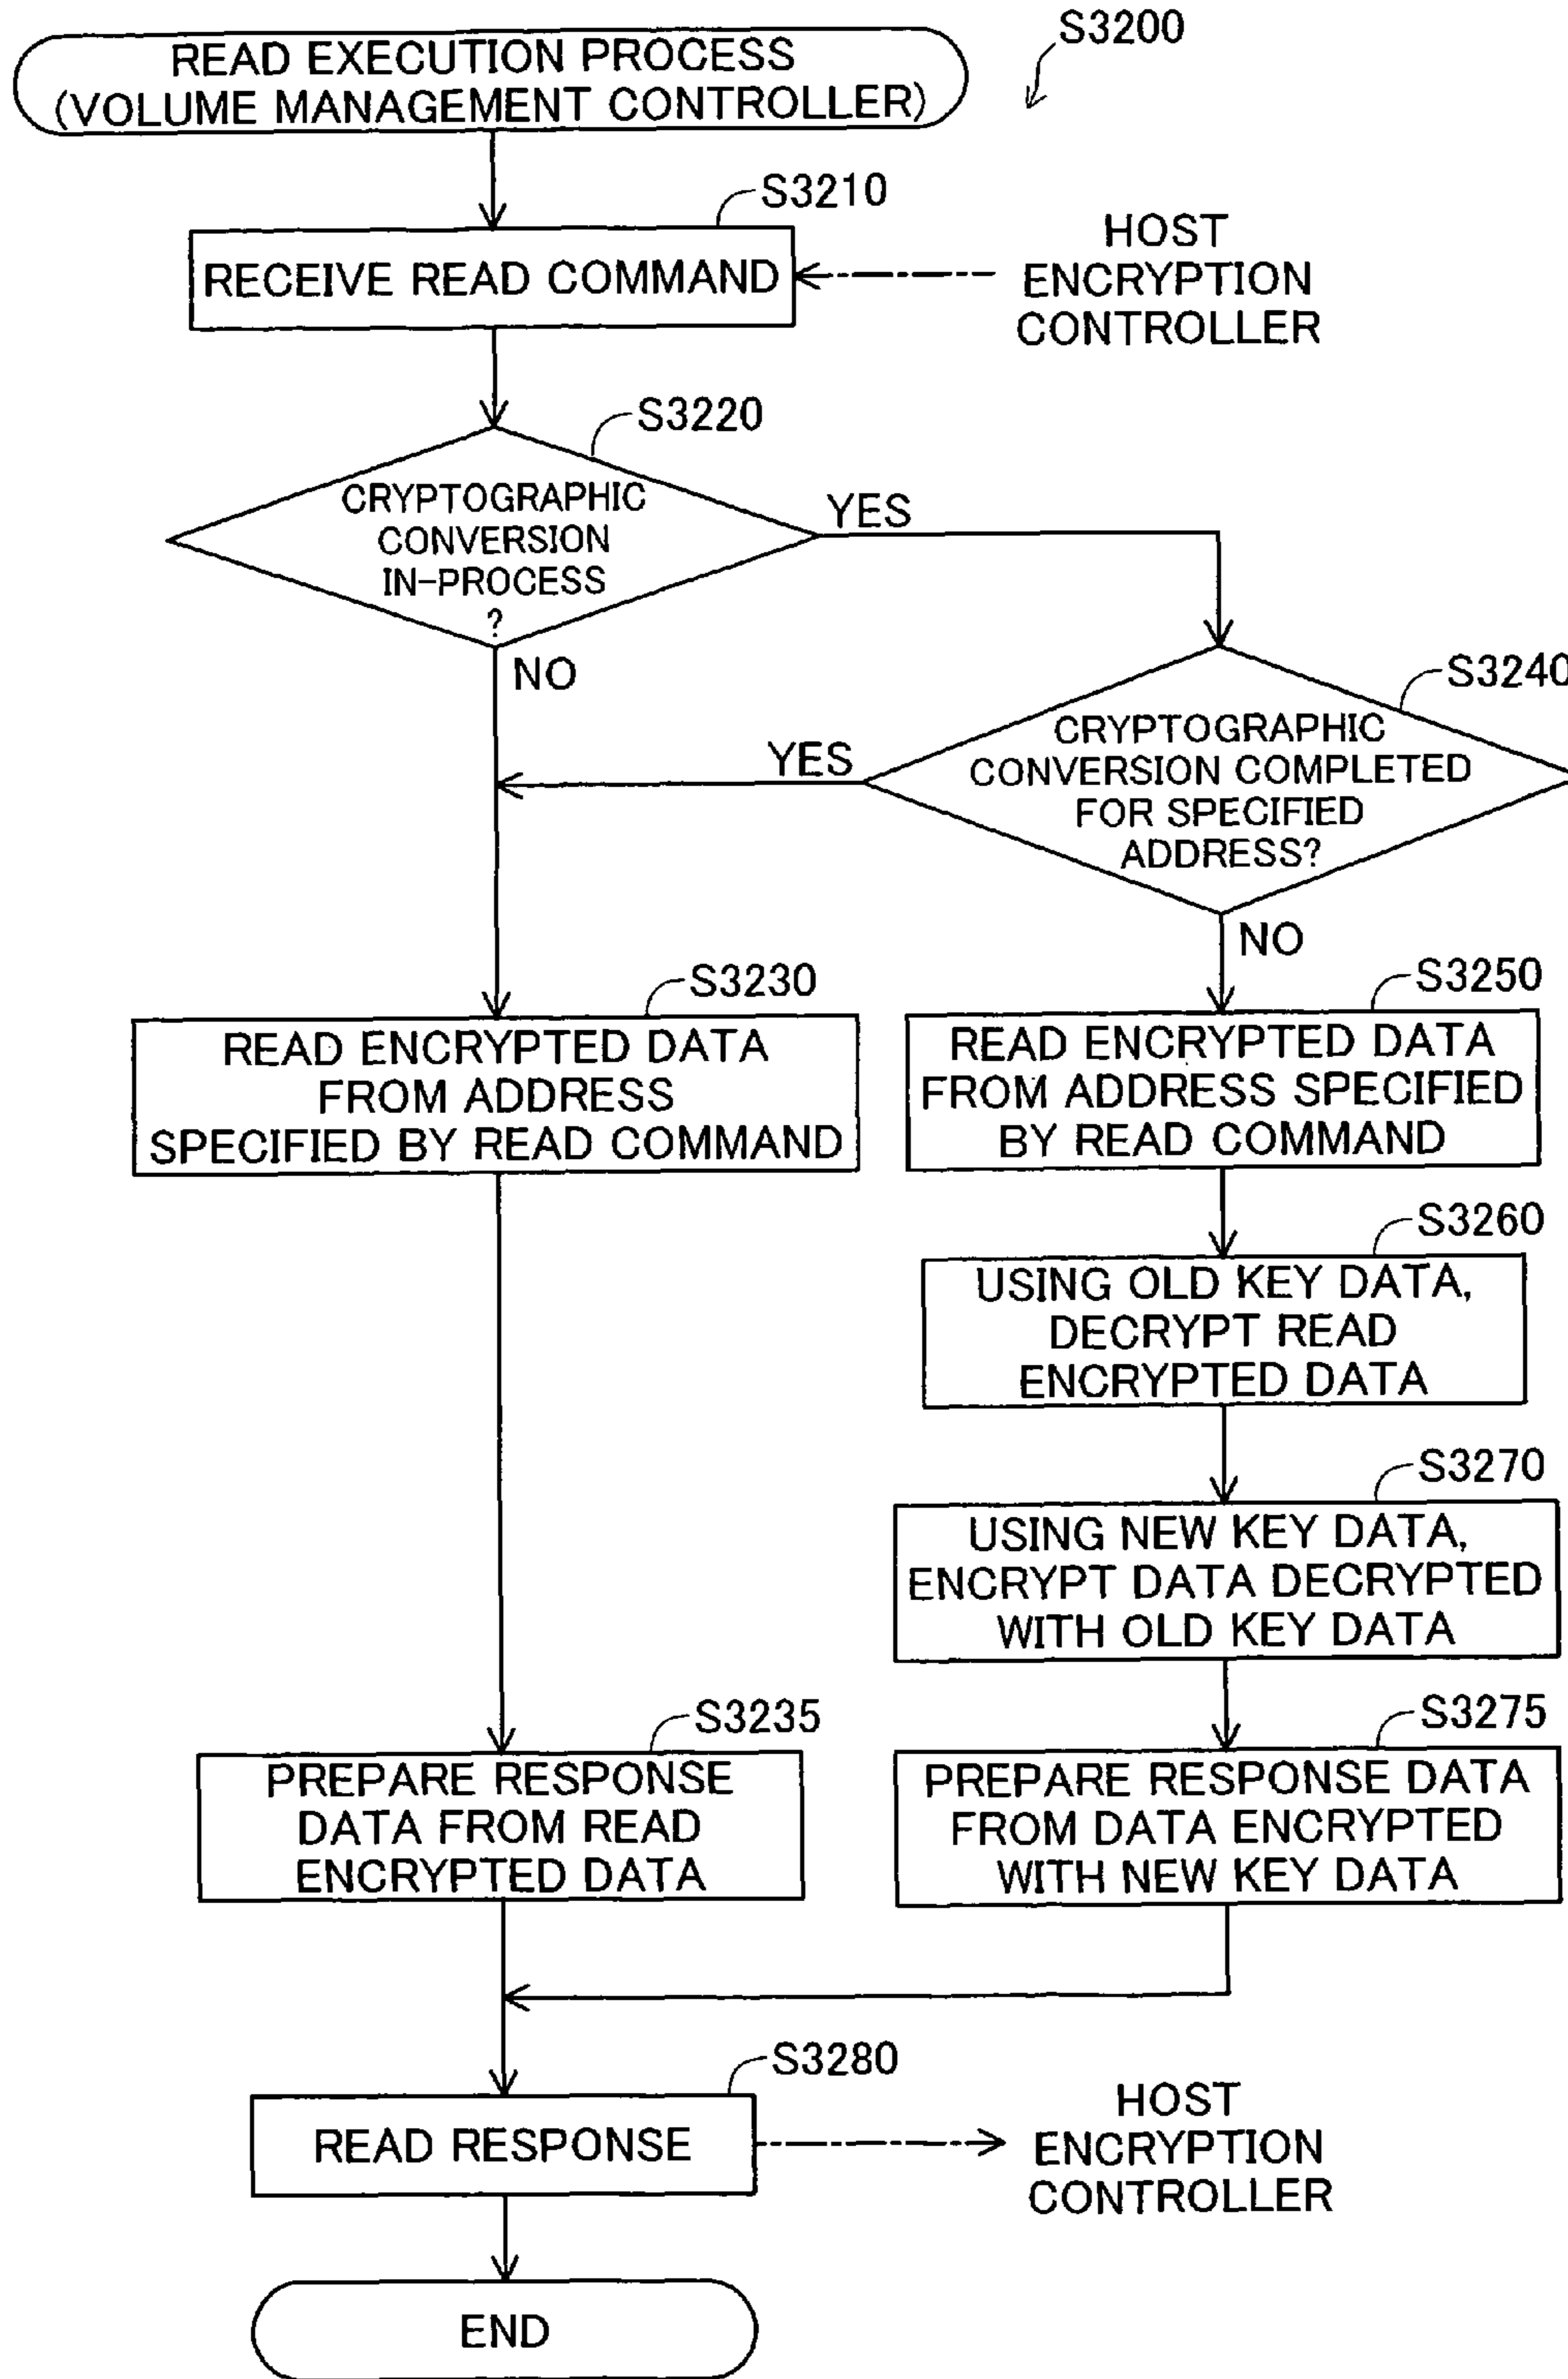 S3200
READ EXECUTION PROCESS
(VOLUME MANAGEMENT CONTROLLER)
S3210
RECEIVE READ COMMAND
HOST
ENCRYPTION
CONTROLLER
S3220
CRYPTOGRAPHIC
CONVERSION
IN-PROCESS
?
YES
NO
S3240
CRYPTOGRAPHIC
CONVERSION COMPLETED
FOR SPECIFIED
ADDRESS?
YES
NO
S3230
READ ENCRYPTED DATA
FROM ADDRESS
SPECIFIED BY READ COMMAND
S3250
READ ENCRYPTED DATA
FROM ADDRESS SPECIFIED
BY READ COMMAND
S3260
USING OLD KEY DATA,
DECRYPT READ
ENCRYPTED DATA
S3270
USING NEW KEY DATA,
ENCRYPT DATA DECRYPTED
WITH OLD KEY DATA
S3235
PREPARE RESPONSE
DATA FROM READ
ENCRYPTED DATA
S3275
PREPARE RESPONSE DATA
FROM DATA ENCRYPTED
WITH NEW KEY DATA
S3280
READ RESPONSE
HOST
ENCRYPTION
CONTROLLER
END